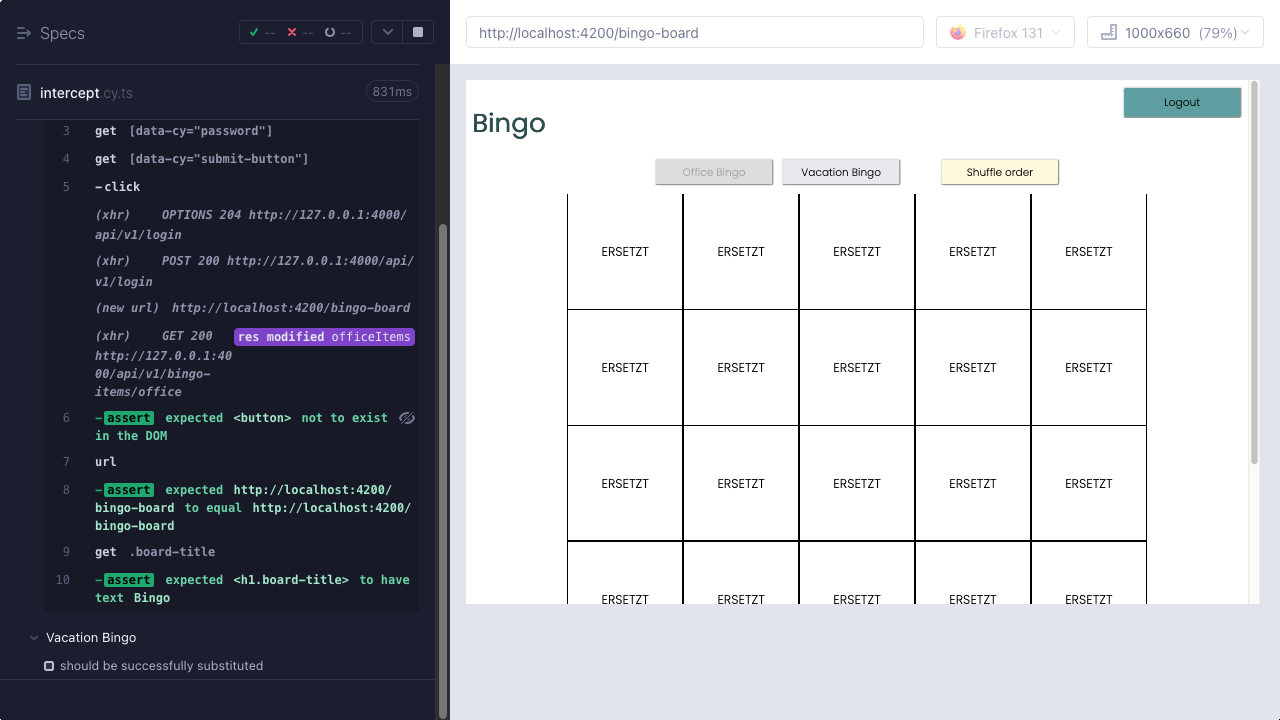 Specs
-- -- --
intercept.cy.ts
831ms
3 get [data-cy="password"]
4 get [data-cy="submit-button"]
5 -click
(xhr) OPTIONS 204 http://127.0.0.1:4000/
api/v1/login
(xhr) POST 200 http://127.0.0.1:4000/api/
v1/login
(new url) http://localhost:4200/bingo-board
(xhr) GET 200 res modified officeItems
http://127.0.0.1:40
00/api/v1/bingo-
items/office
6 -assert expected <button> not to exist
in the DOM
7 url
8 -assert expected http://localhost:4200/
bingo-board to equal http://localhost:4200/
bingo-board
9 get .board-title
10 -assert expected <h1.board-title> to have
text Bingo
Vacation Bingo
should be successfully substituted
http://localhost:4200/bingo-board
Firefox 131
1000x660 (79%)
Logout
Bingo
Office Bingo Vacation Bingo Shuffle order
ERSETZT ERSETZT ERSETZT ERSETZT ERSETZT
ERSETZT ERSETZT ERSETZT ERSETZT ERSETZT
ERSETZT ERSETZT ERSETZT ERSETZT ERSETZT
ERSETZT ERSETZT ERSETZT ERSETZT ERSETZT